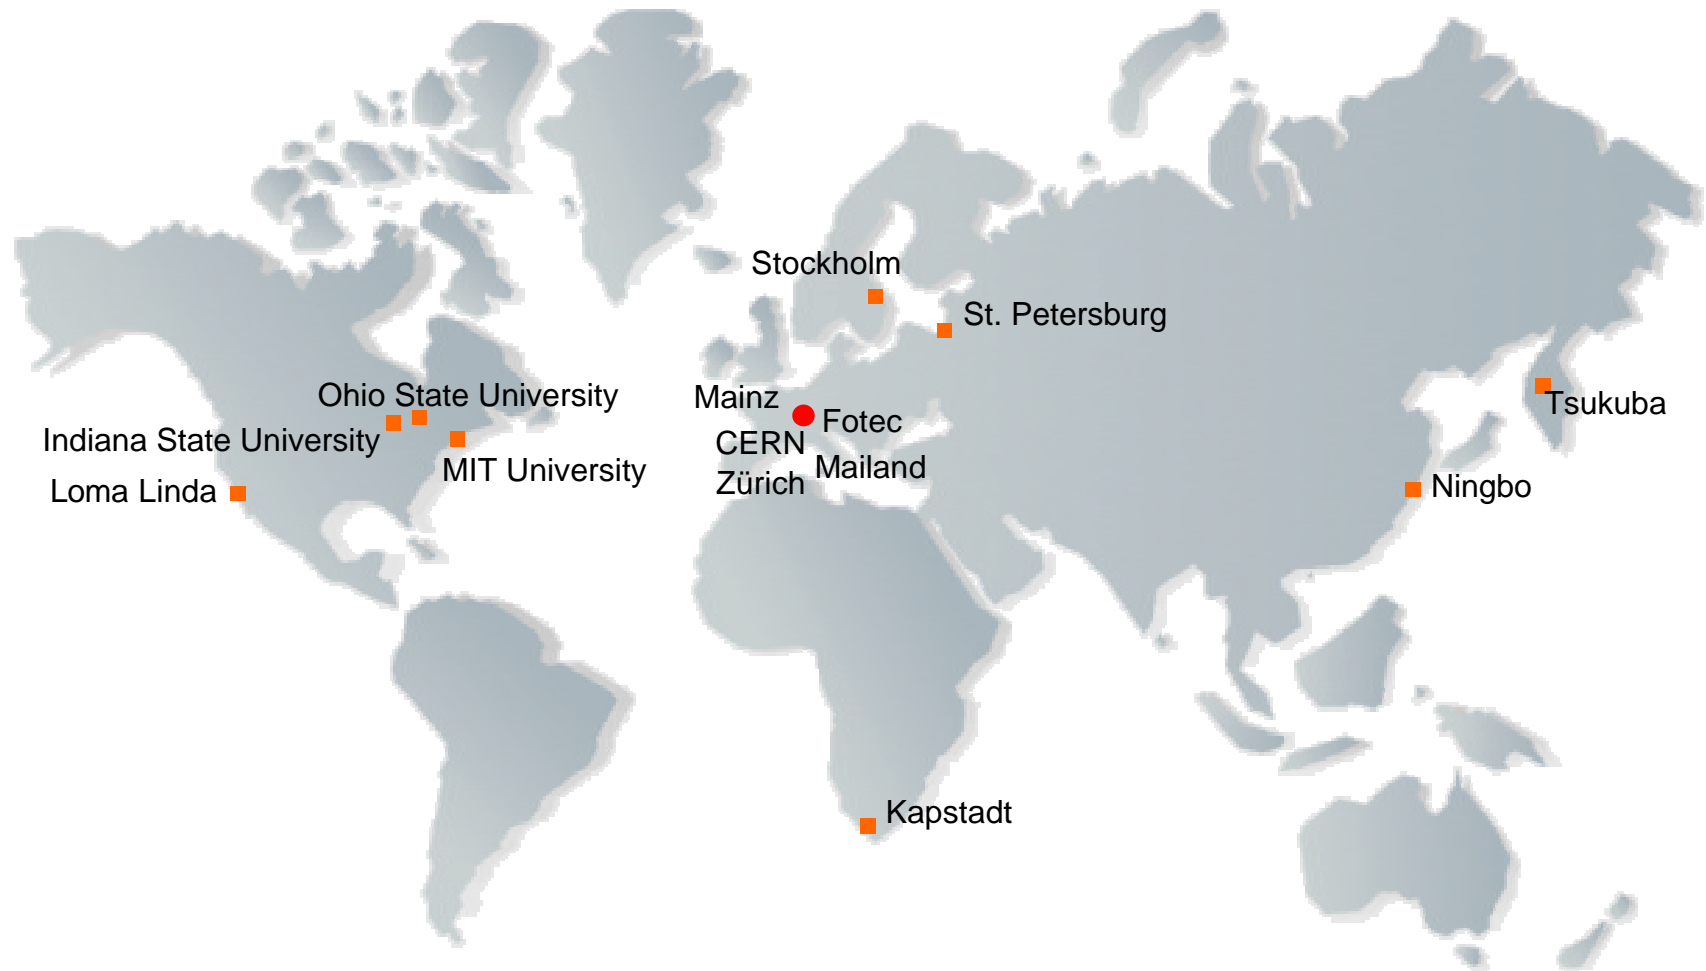 Stockholm
St. Petersburg
Ohio State University
Mainz
Fotec
Tsukuba
Indiana State University
CERN
MIT University
Mailand
Loma Linda
Zürich
Ningbo
Kapstadt